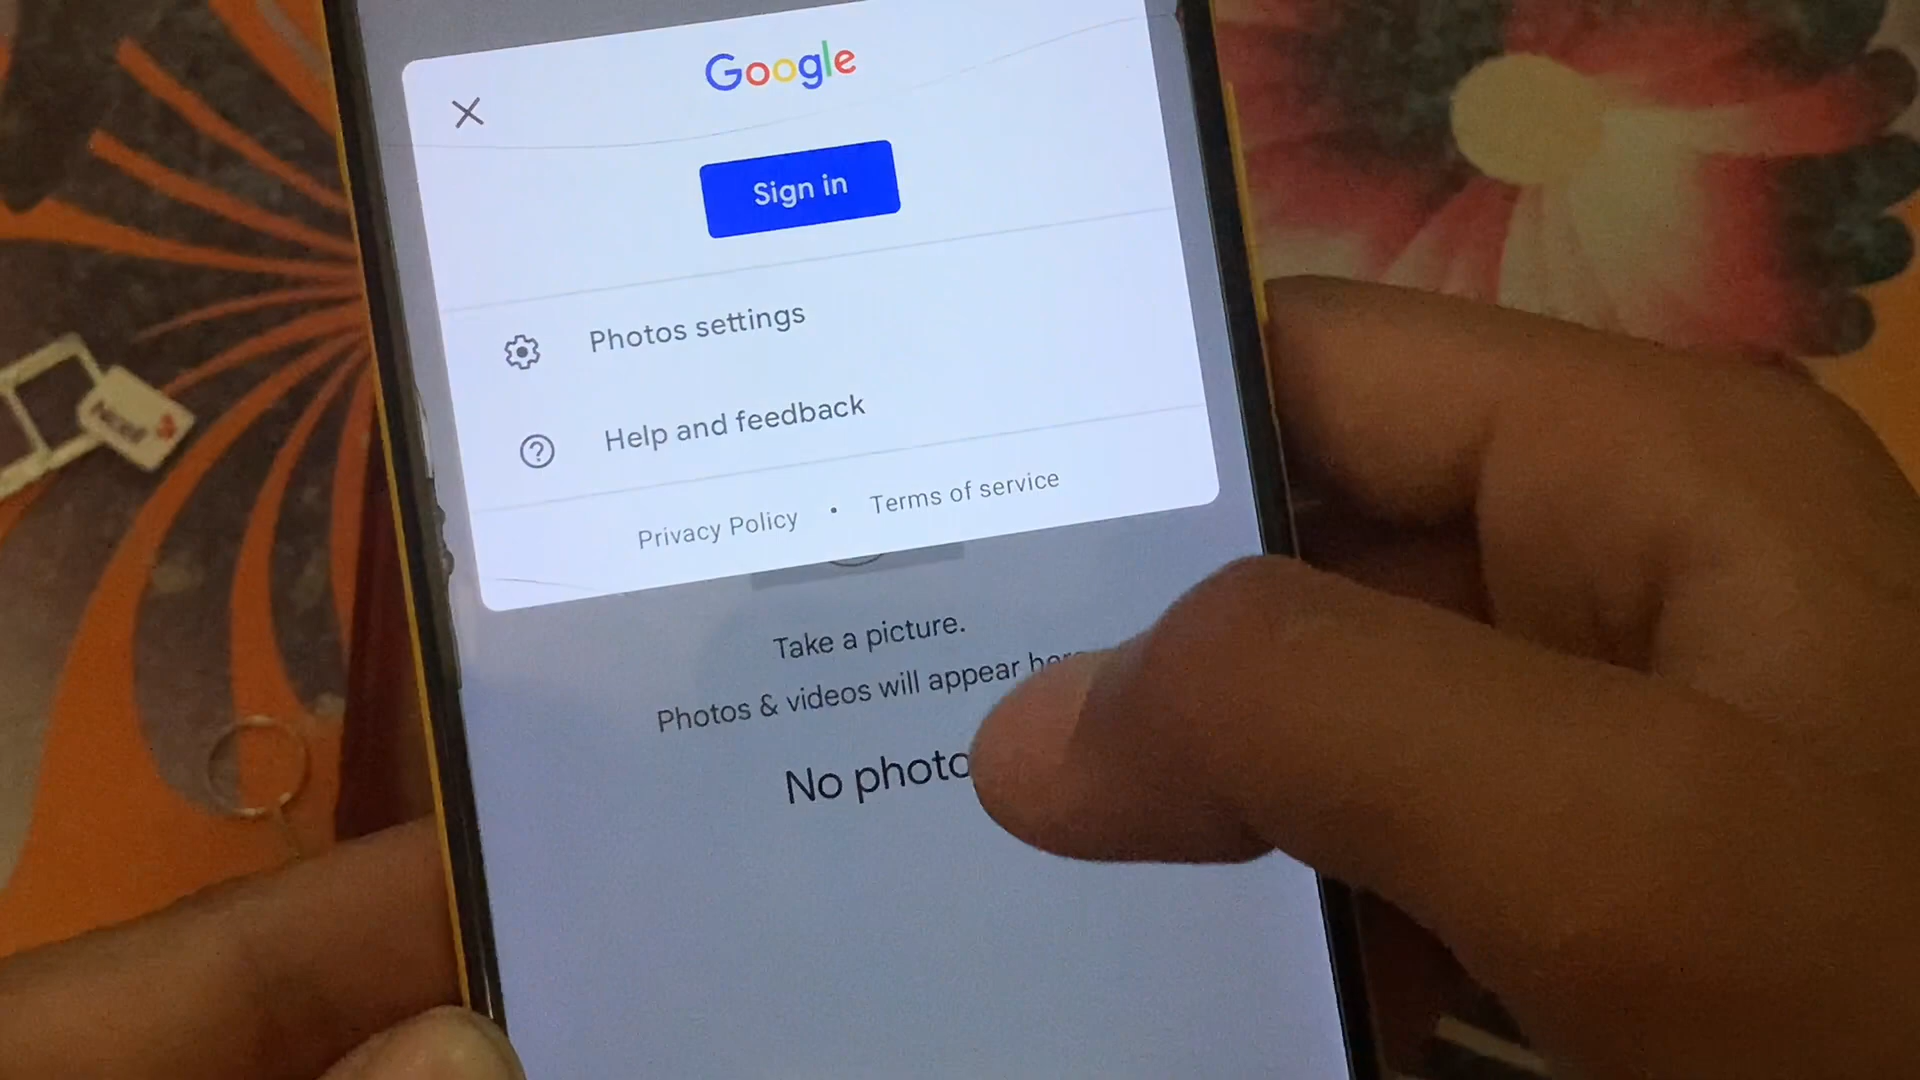 Google
Sign in
Photos settings
Help and feedback
Privacy Policy • Terms of service
Take a picture.
Photos & videos will appear
No photo
Ncell